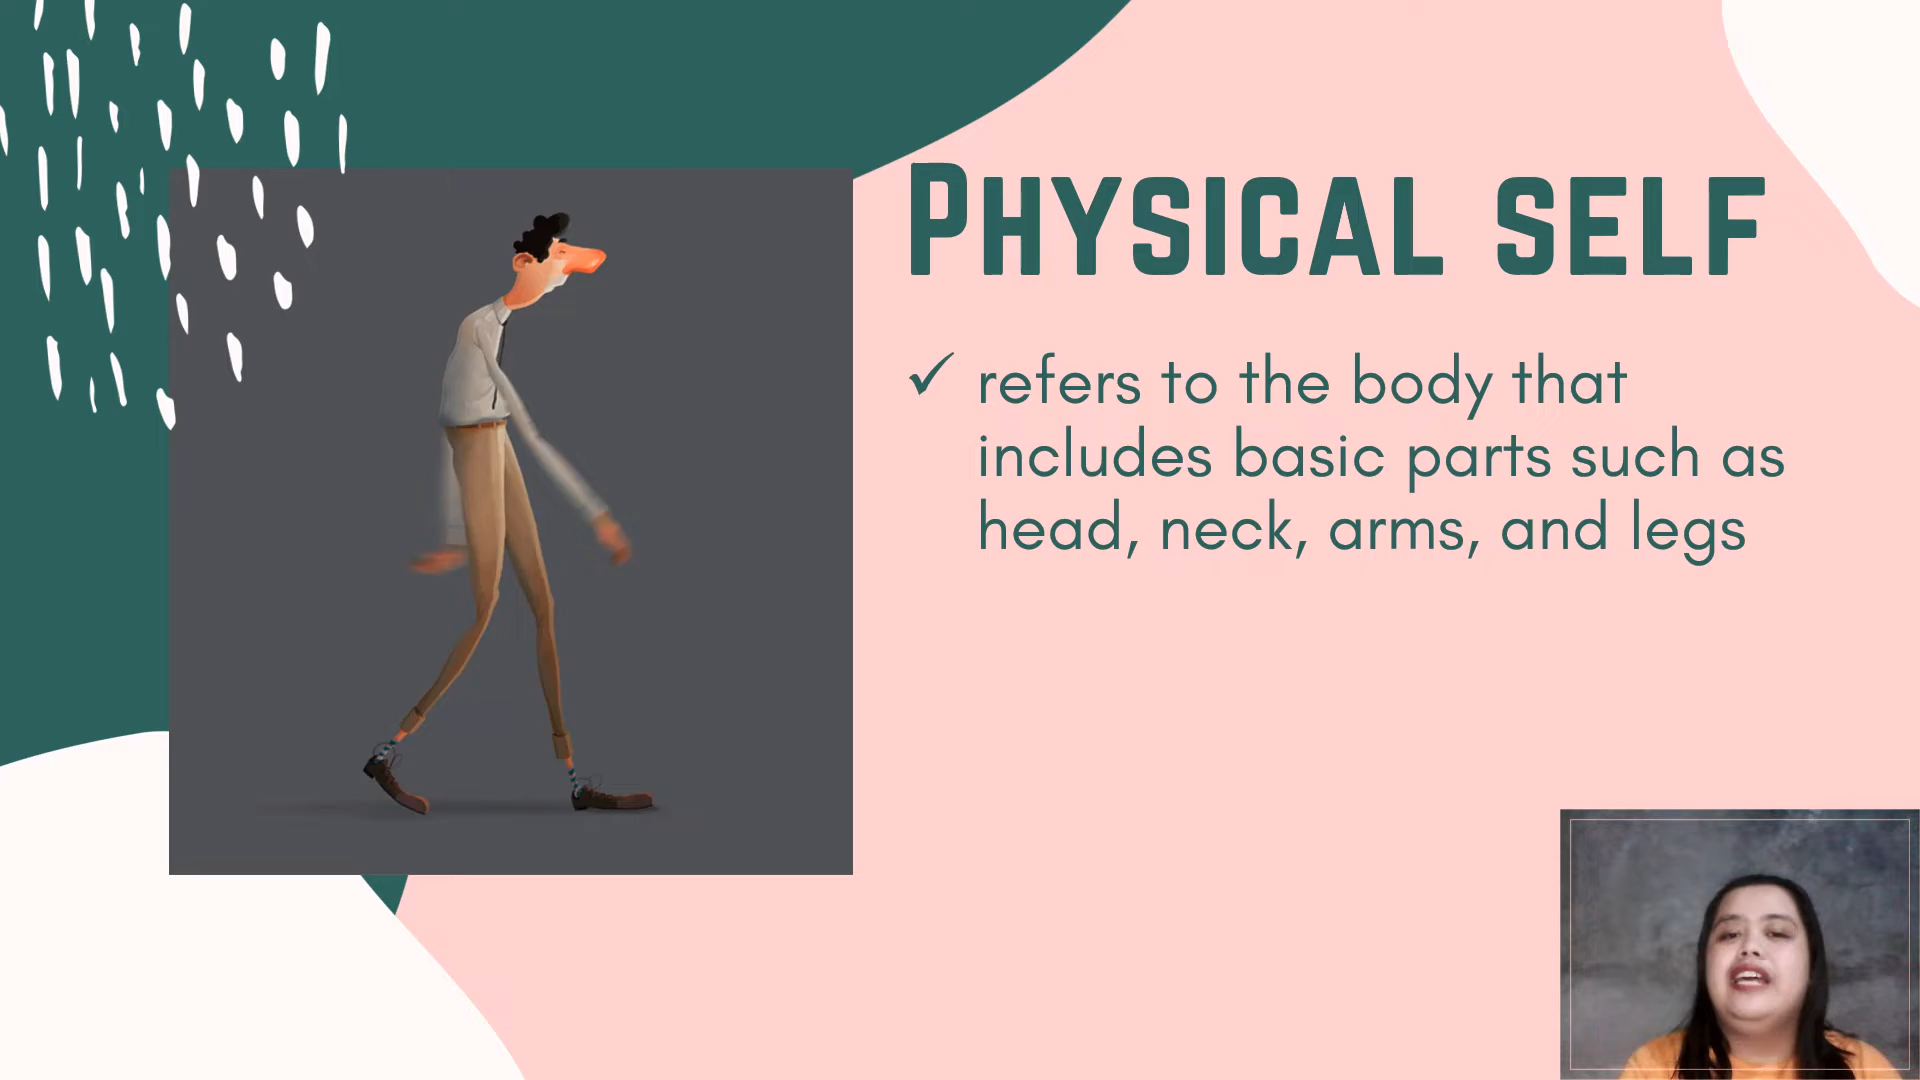 PHYSICAL SELF
✓ refers to the body that
includes basic parts such as
head, neck, arms, and legs